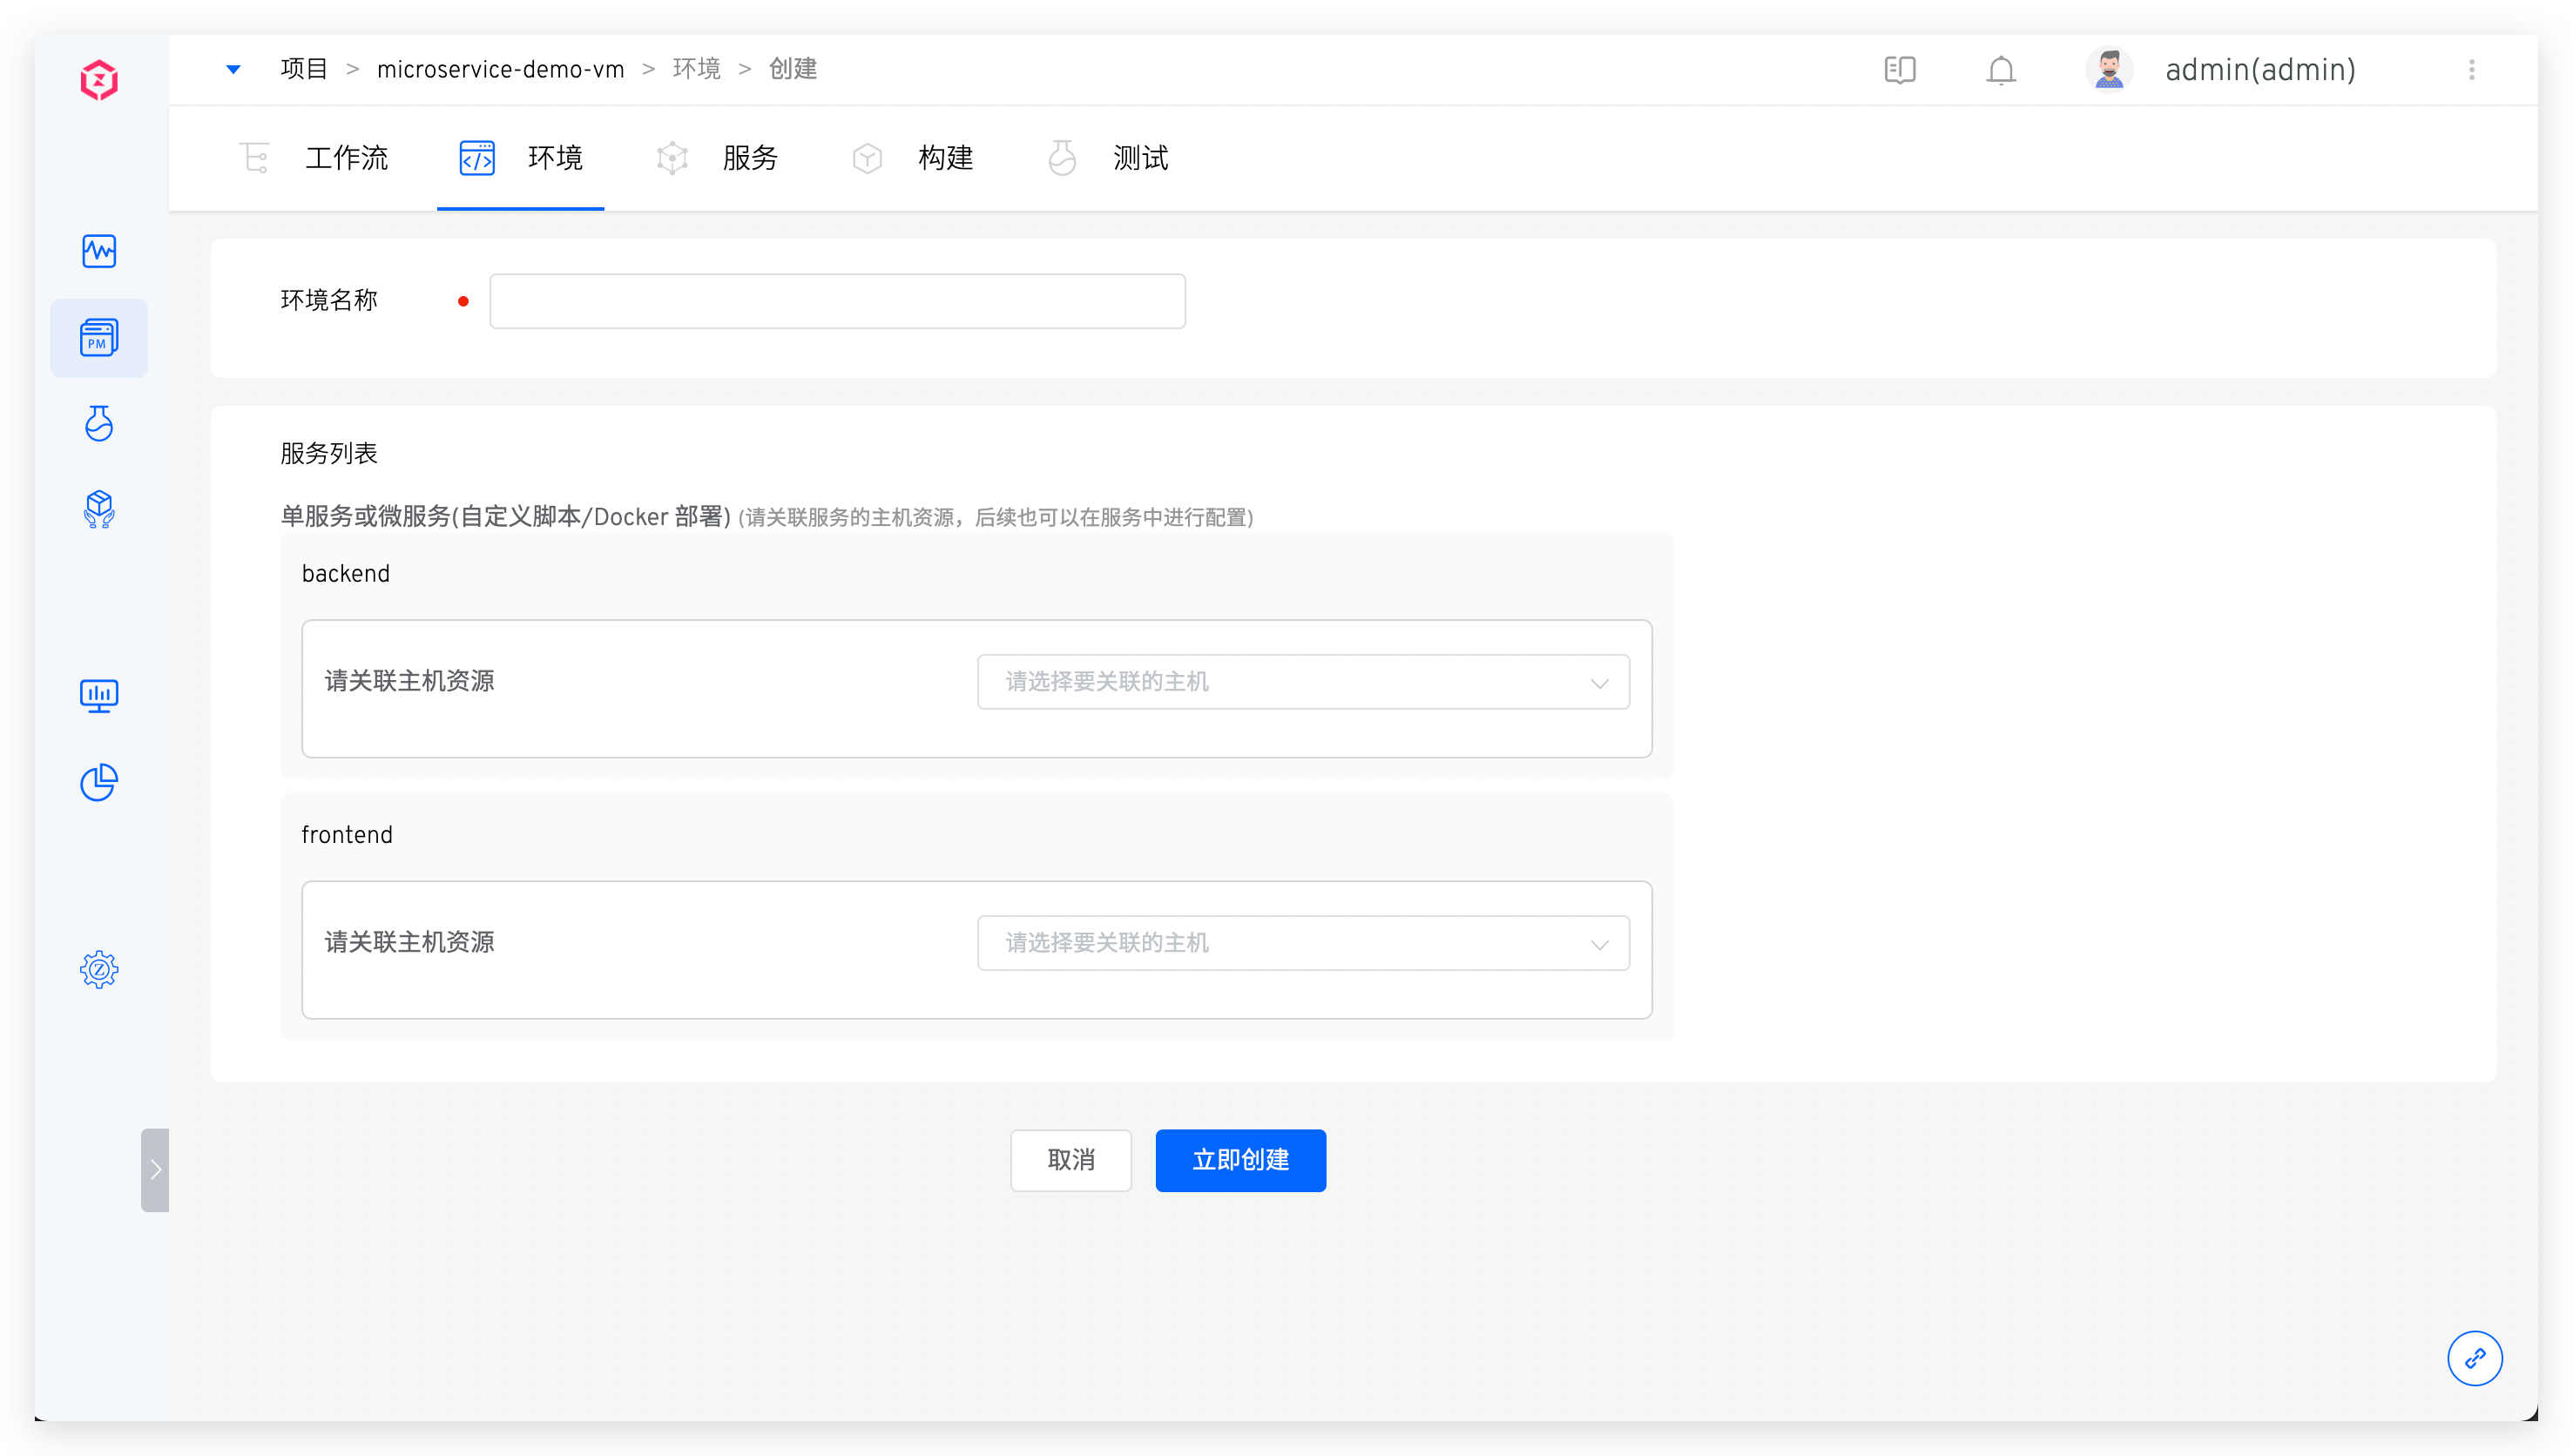 项目 > microservice-demo-vm > 环境 > 创建
admin(admin)
工作流 环境 服务 构建 测试
PM
环境名称
服务列表
单服务或微服务(自定义脚本/Docker 部署) (请关联服务的主机资源，后续也可以在服务中进行配置)
backend
请关联主机资源 请选择要关联的主机
frontend
请关联主机资源 请选择要关联的主机
取消 立即创建